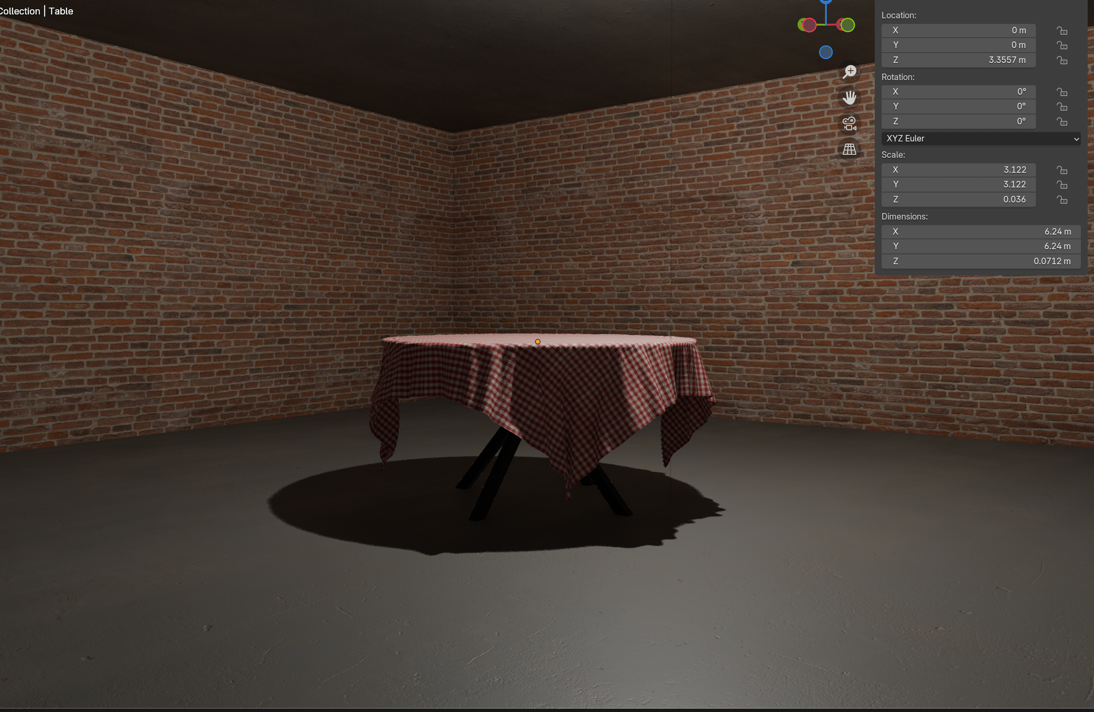 Collection | Table
Location:
X 0 m
Y 0 m
Z 3.3557 m
Rotation:
X 0°
Y 0°
Z 0°
XYZ Euler
Scale:
X 3.122
Y 3.122
Z 0.036
Dimensions:
X 6.24 m
Y 6.24 m
Z 0.0712 m